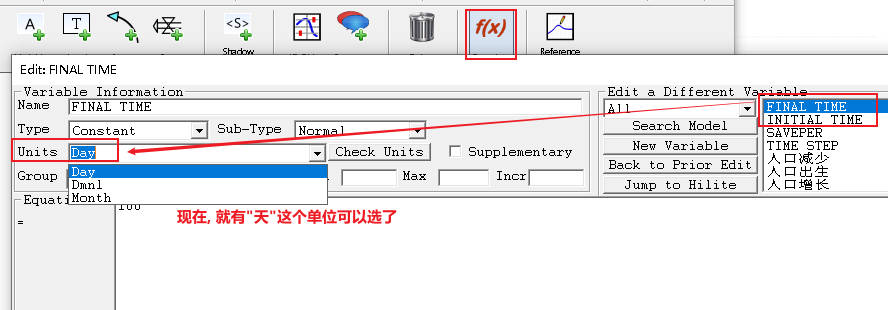 A
<S>
f(x)
Shadow
Reference
Edit: FINAL TIME
Variable Information
Name
FINAL TIME
Type
Constant
Sub-Type
Normal
Units
Day
Check Units
Supplementary
Group
Max
Incr
Day
Dmnl
Month
Equatio
=
现在, 就有"天"这个单位可以选了
Edit a Different Variable
All
Search Model
New Variable
Back to Prior Edit
Jump to Hilite
FINAL TIME
INITIAL TIME
SAVEPER
TIME STEP
人口减少
人口出生
人口增长